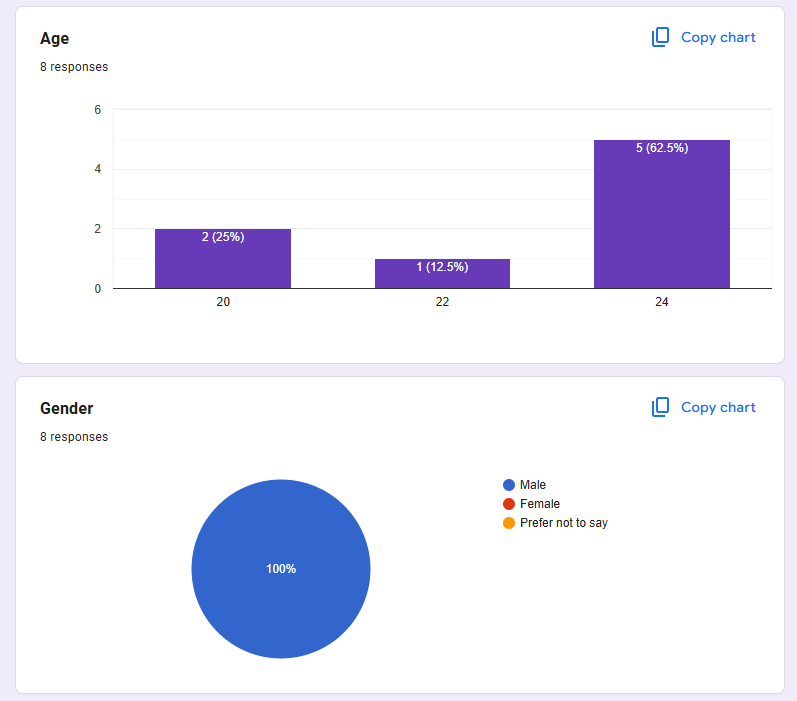 Age
Copy chart
8 responses
6
4
2
0
2 (25%)
1 (12.5%)
5 (62.5%)
20 22 24
Gender
Copy chart
8 responses
100%
Male
Female
Prefer not to say